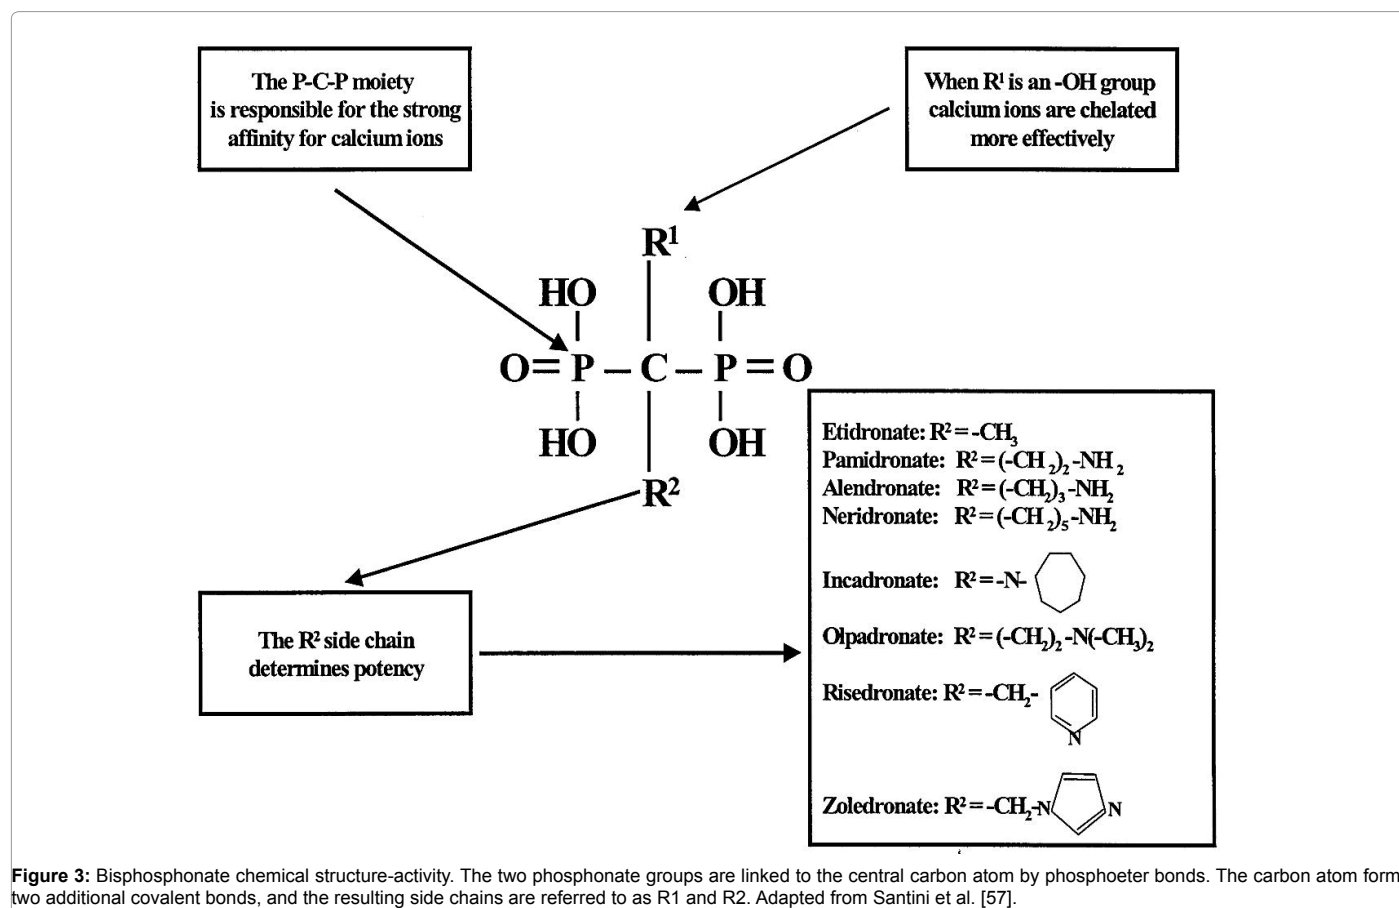 The P-C-P moiety
is responsible for the strong
affinity for calcium ions
When R¹ is an -OH group
calcium ions are chelated
more effectively
R¹
HO OH
O=P–C–P=O
HO OH
R²
The R² side chain
determines potency
Etidronate: R²=-CH₃
Pamidronate: R²=(-CH₂)₂-NH₂
Alendronate: R²=(-CH₂)₃-NH₂
Neridronate: R²=(-CH₂)₅-NH₂
Incadronate: R²=-N-
Olpadronate: R²=(-CH₂)₂-N(-CH₃)₂
Risedronate: R²=-CH₂-
N
Zoledronate: R²=-CH₂-N N
Figure 3: Bisphosphonate chemical structure-activity. The two phosphonate groups are linked to the central carbon atom by phosphoeter bonds. The carbon atom form
two additional covalent bonds, and the resulting side chains are referred to as R1 and R2. Adapted from Santini et al. [57].